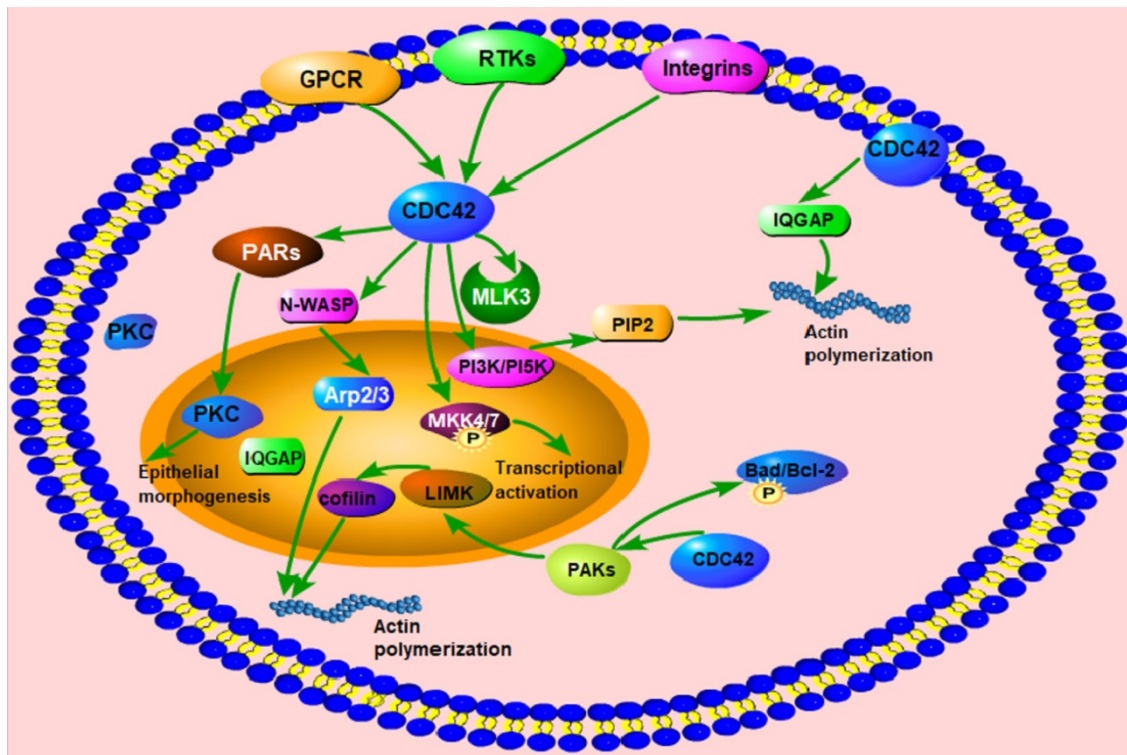 GPCR
RTKs
Integrins
CDC42
CDC42
IQGAP
PARs
MLK3
N-WASP
PKC
PIP2
Actin
polymerization
PI3K/PI5K
Arp2/3
PKC
MKK4/7
P
IQGAP
Epithelial
morphogenesis
Transcriptional
activation
cofilin
LIMK
Bad/Bcl-2
P
PAKs
CDC42
Actin
polymerization